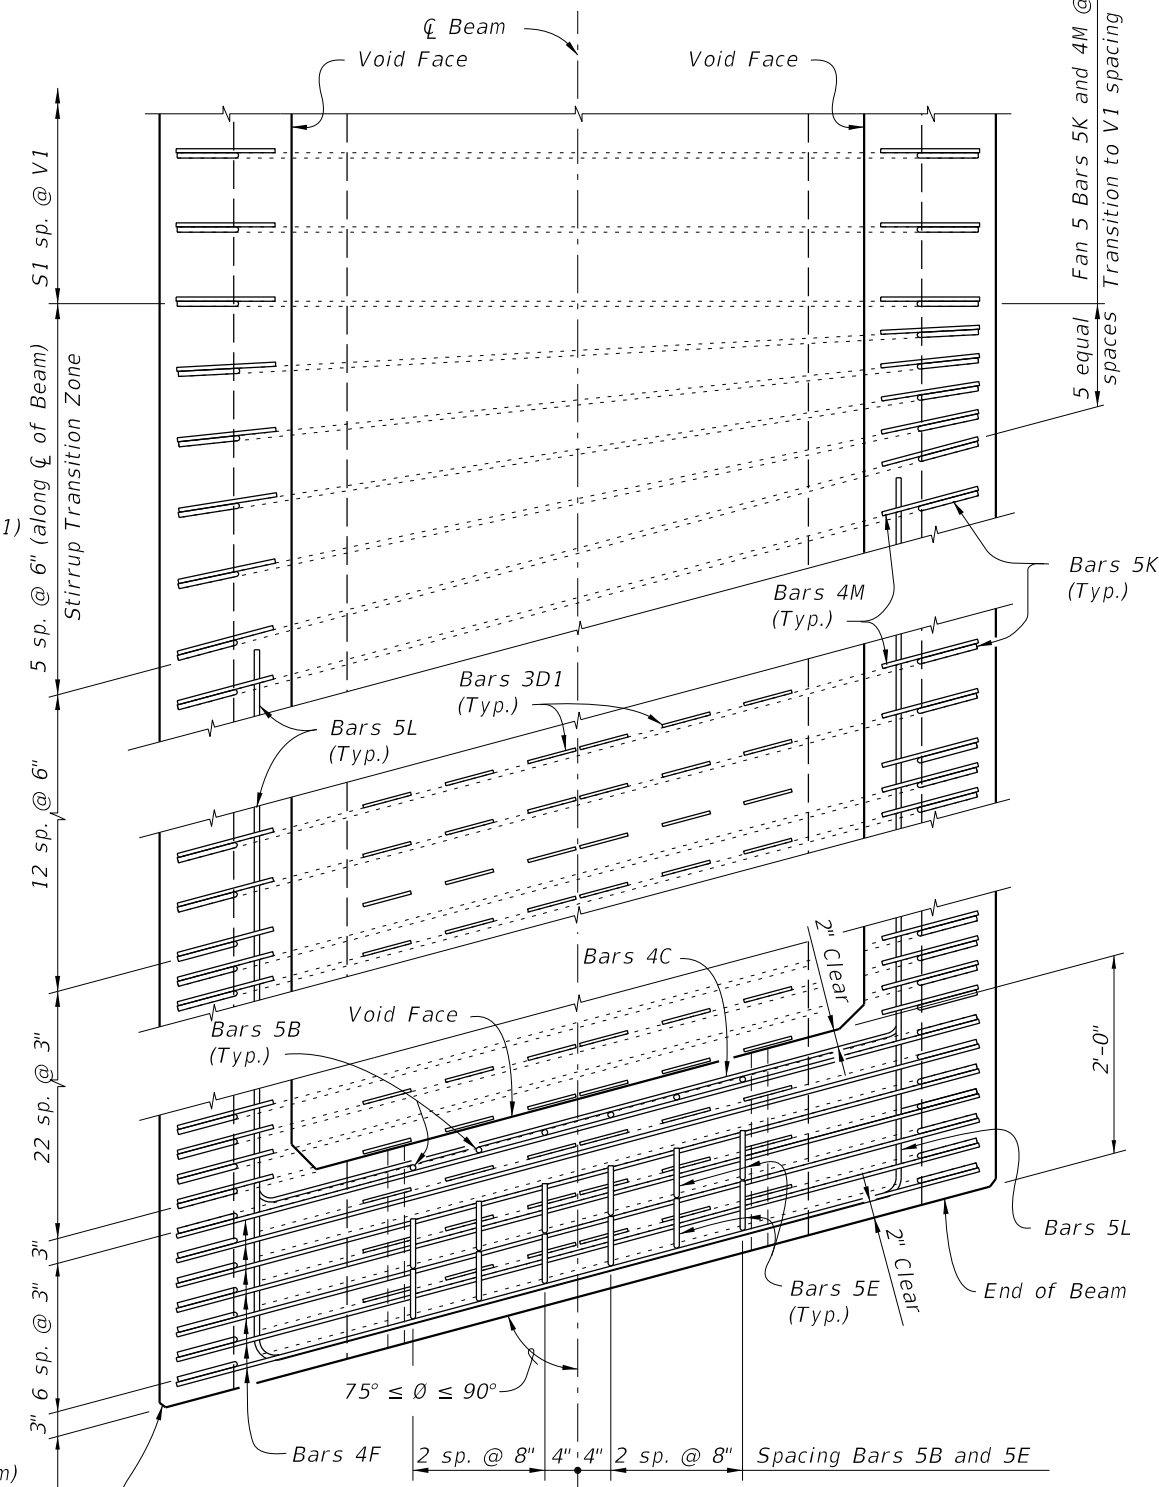 ℄ Beam
Void Face
Void Face
S1 sp. @ V1
5 sp. @ 6" (along ℄ of Beam)
Stirrup Transition Zone
1)
Fan 5 Bars 5K and 4M @
Transition to V1 spacing
5 equal
spaces
Bars 5K
(Typ.)
Bars 4M
(Typ.)
Bars 3D1
(Typ.)
Bars 5L
(Typ.)
12 sp. @ 6"
2" Clear
Bars 4C
Void Face
Bars 5B
(Typ.)
22 sp. @ 3"
2'-0"
3"
6 sp. @ 3"
3"
Bars 5L
2" Clear
End of Beam
Bars 5E
(Typ.)
75° ≤ Ø ≤ 90°
Bars 4F
2 sp. @ 8" 4" 4" 2 sp. @ 8" Spacing Bars 5B and 5E
m)